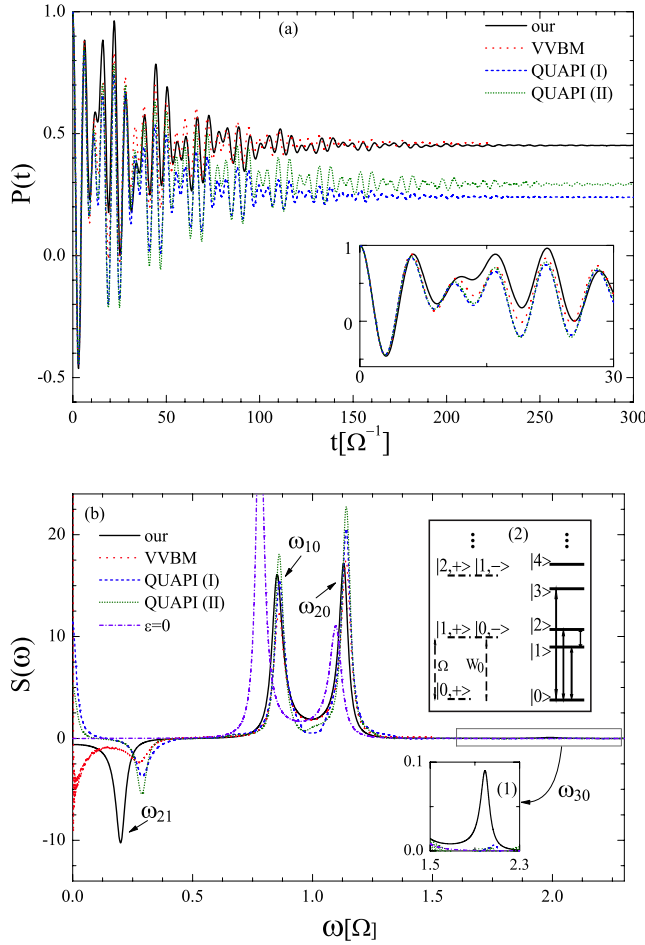 (a)
our
VVBM
QUAPI (I)
QUAPI (II)
1.0
0.5
0.0
-0.5
P(t)
1
0
0
30
0
50
100
150
200
250
300
t[Ω⁻¹]
(b)
our
VVBM
QUAPI (I)
QUAPI (II)
ε=0
ω₁₀
ω₂₀
ω₂₁
ω₃₀
(2)
|2,+> |1,->
|1,+> |0,->
|0,+>
Ω
W₀
|4>
|3>
|2>
|1>
|0>
(1)
0.1
0.0
1.5
2.3
20
10
0
-10
S(ω)
0.0
0.5
1.0
1.5
2.0
ω[Ω]